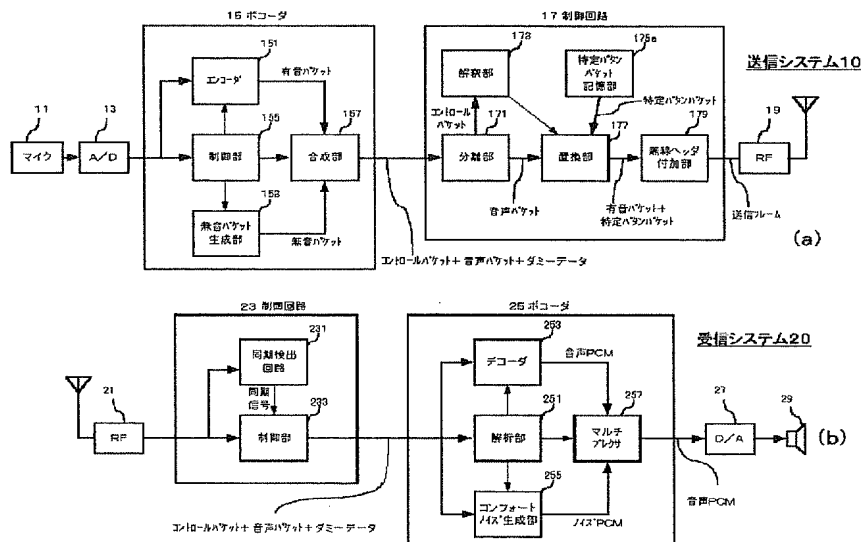 15 ボコーダ
17 制御回路
送信システム10
151
エンコーダ
有音パケット
173
解釈部
175a
特定パタン
パケット
記憶部
特定パタンパケット
コントロール
パケット
11
マイク
13
A/D
155
制御部
157
合成部
171
分離部
177
置換部
179
無線ヘッダ
付加部
19
RF
153
無音パケット
生成部
無音パケット
音声パケット
有音パケット+
特定パタンパケット
送信フレーム
コントロールパケット+音声パケット+ダミーデータ
(a)
23 制御回路
25 ボコーダ
受信システム20
231
同期検出
回路
同期
信号
253
デコーダ
音声PCM
21
RF
233
制御部
251
解析部
257
マルチ
プレクサ
27
D/A
29
(b)
255
コンフォート
ノイズ生成部
ノイズPCM
音声PCM
コントロールパケット+音声パケット+ダミーデータ